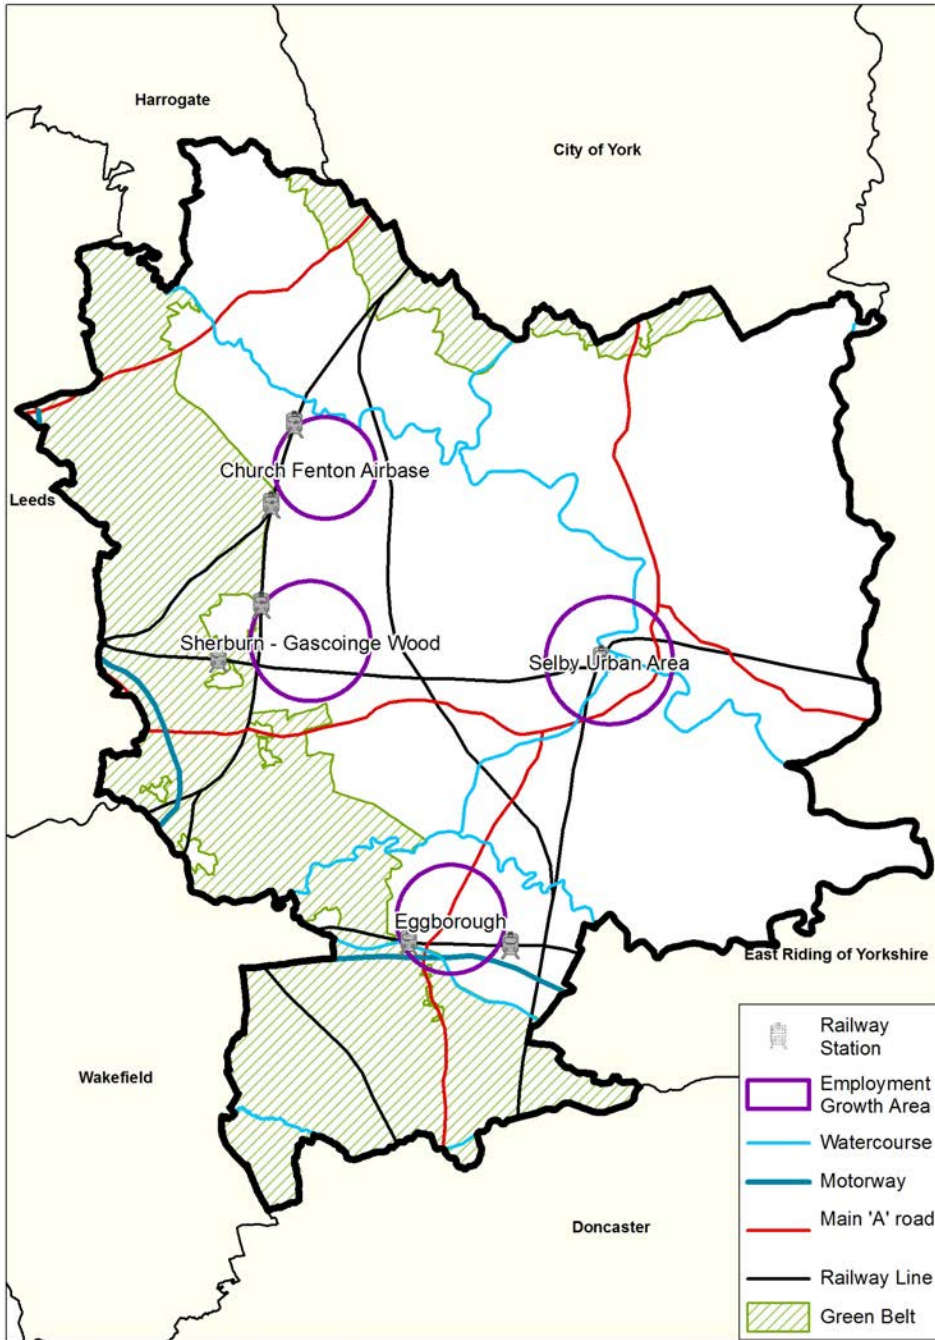 Harrogate
City of York
Church Fenton Airbase
Leeds
Sherburn - Gascoinge Wood
Selby Urban Area
Eggborough
East Riding of Yorkshire
Wakefield
Doncaster
Railway
Station
Employment
Growth Area
Watercourse
Motorway
Main 'A' road
Railway Line
Green Belt